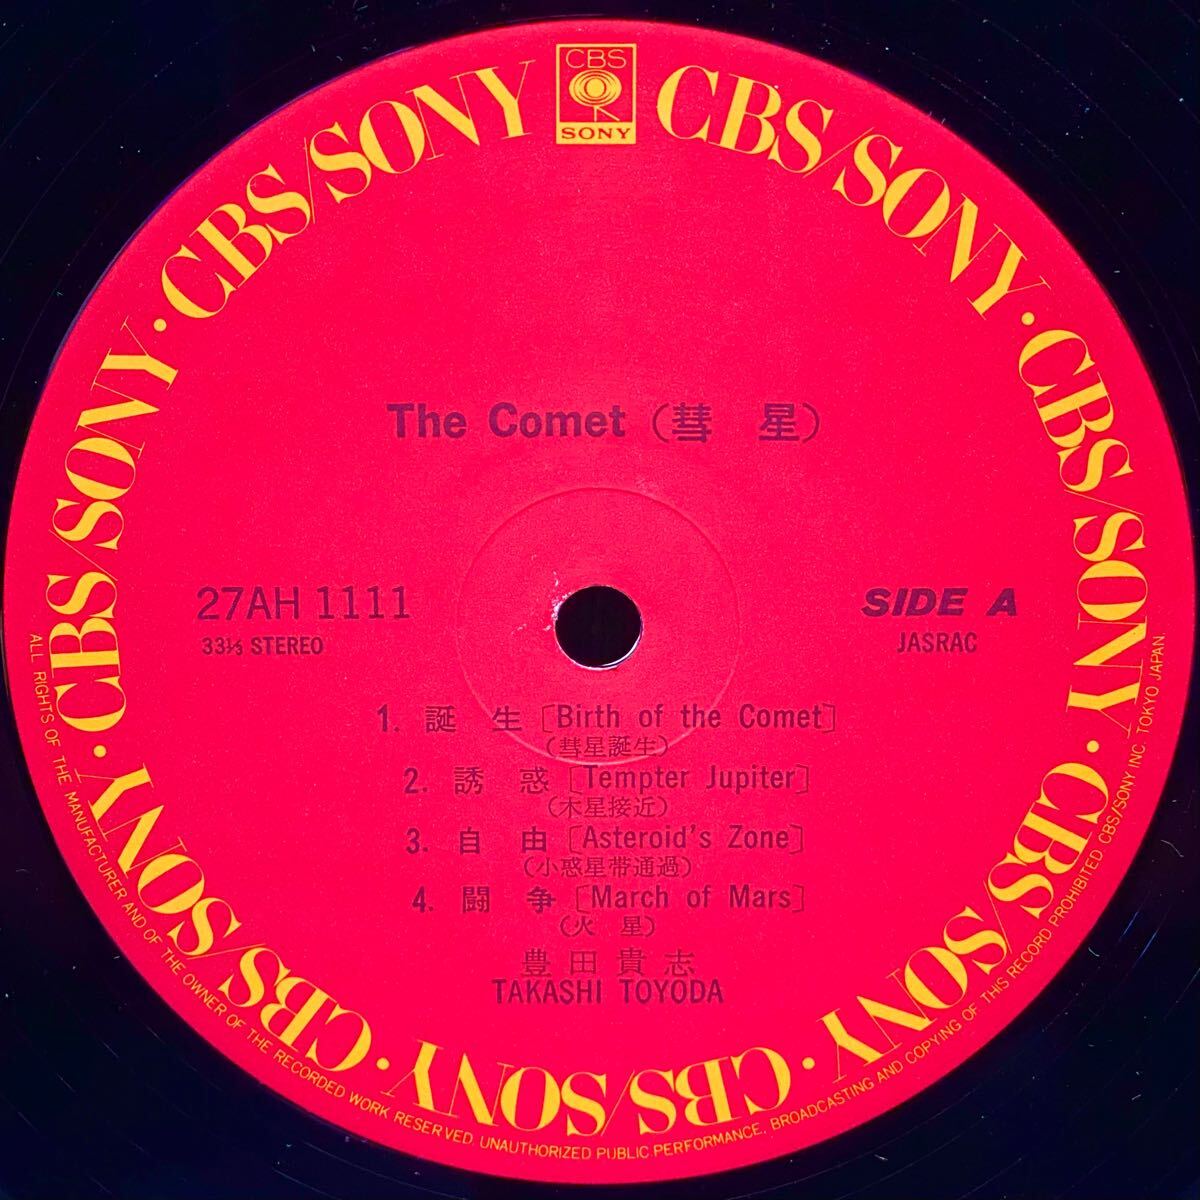 CBS
SONY
CBS/SONY · CBS/SONY · CBS/SONY · CBS/SONY · CBS/SONY · CBS/SONY · CBS/SONY · CBS/SONY
The Comet (彗 星)
27AH 1111
33⅓ STEREO
SIDE A
JASRAC
1. 誕 生 [Birth of the Comet]
(彗星誕生)
2. 誘 惑 [Tempter Jupiter]
(木星接近)
3. 自 由 [Asteroid's Zone]
(小惑星帯通過)
4. 闘 争 [March of Mars]
(火 星)
豊田貴志
TAKASHI TOYODA
ALL RIGHTS OF THE MANUFACTURER AND OF THE OWNER OF THE RECORDED WORK RESERVED. UNAUTHORIZED PUBLIC PERFORMANCE, BROADCASTING AND COPYING OF THIS RECORD PROHIBITED. CBS/SONY INC. TOKYO JAPAN